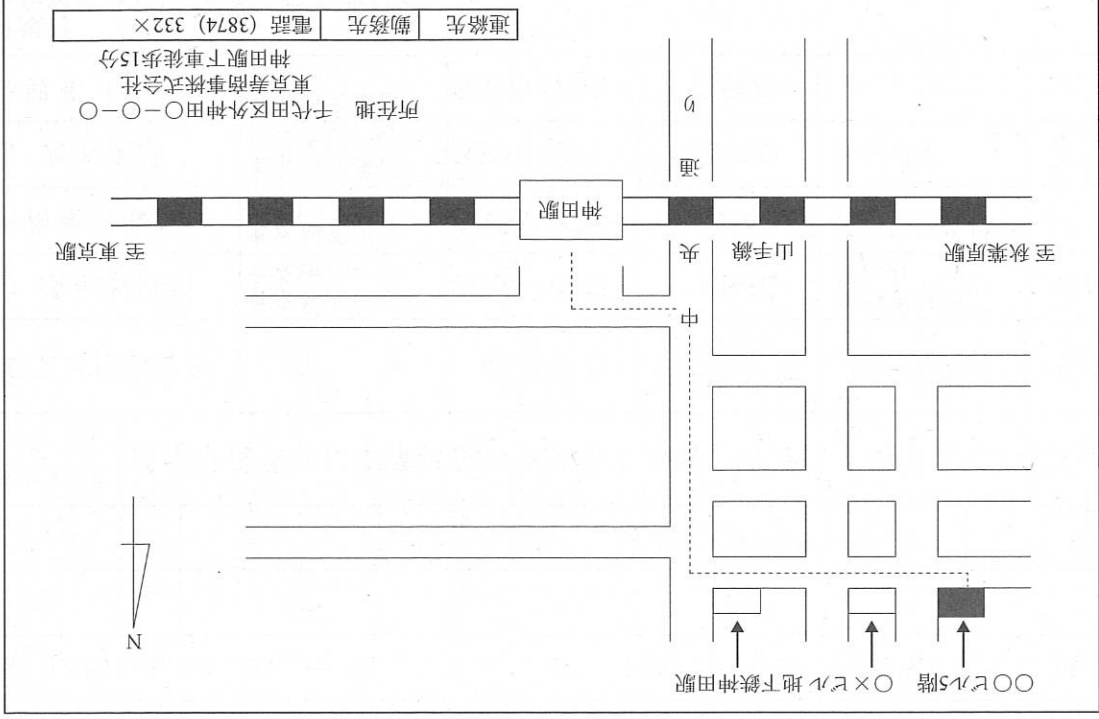 ○○ビル5階　○×ビル　地下鉄神田駅
N
中央通り
至 秋葉原駅
山手線
至 東京駅
神田駅
所在地　千代田区外神田○－○－○
東京寿商事株式会社
神田駅下車徒歩15分
連絡先　勤務先　電話（3874）332×